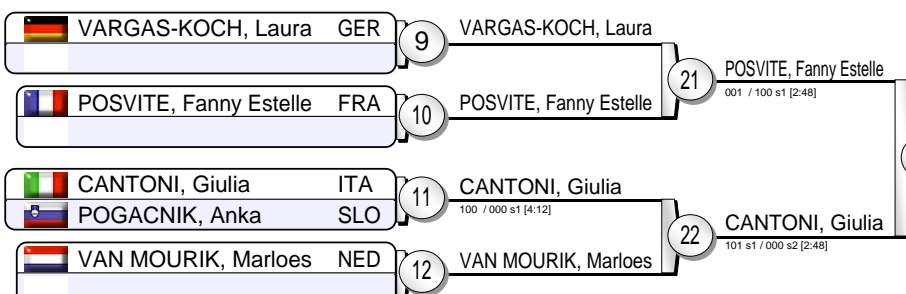 VARGAS-KOCH, Laura GER
9
VARGAS-KOCH, Laura
21
POSVITE, Fanny Estelle
001 / 100 s1 [2:48]
POSVITE, Fanny Estelle FRA
10
POSVITE, Fanny Estelle
CANTONI, Giulia ITA
POGACNIK, Anka SLO
11
CANTONI, Giulia
100 / 000 s1 [4:12]
22
CANTONI, Giulia
101 s1 / 000 s2 [2:48]
VAN MOURIK, Marloes NED
12
VAN MOURIK, Marloes